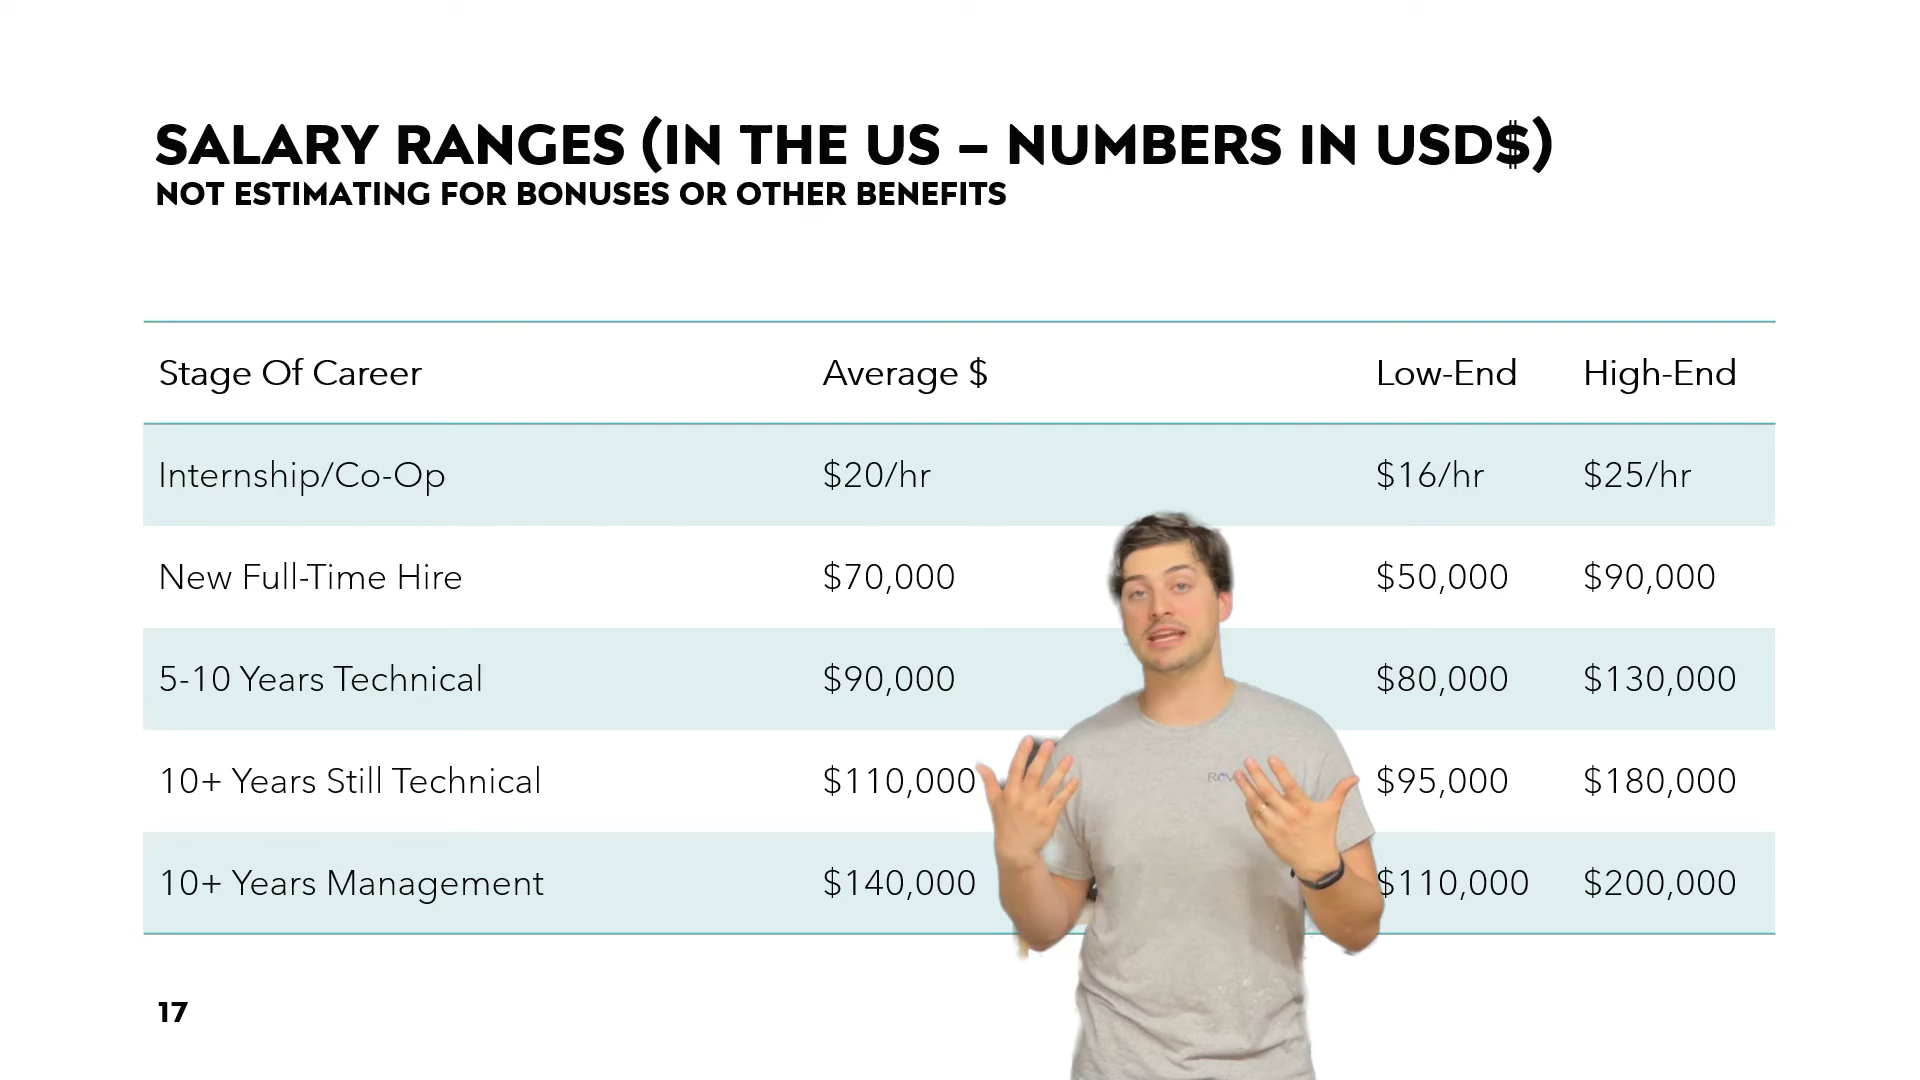 SALARY RANGES (IN THE US – NUMBERS IN USD$)
NOT ESTIMATING FOR BONUSES OR OTHER BENEFITS
Stage Of Career Average $ Low-End High-End
Internship/Co-Op $20/hr $16/hr $25/hr
New Full-Time Hire $70,000 $50,000 $90,000
5-10 Years Technical $90,000 $80,000 $130,000
10+ Years Still Technical $110,000 $95,000 $180,000
10+ Years Management $140,000 $110,000 $200,000
17